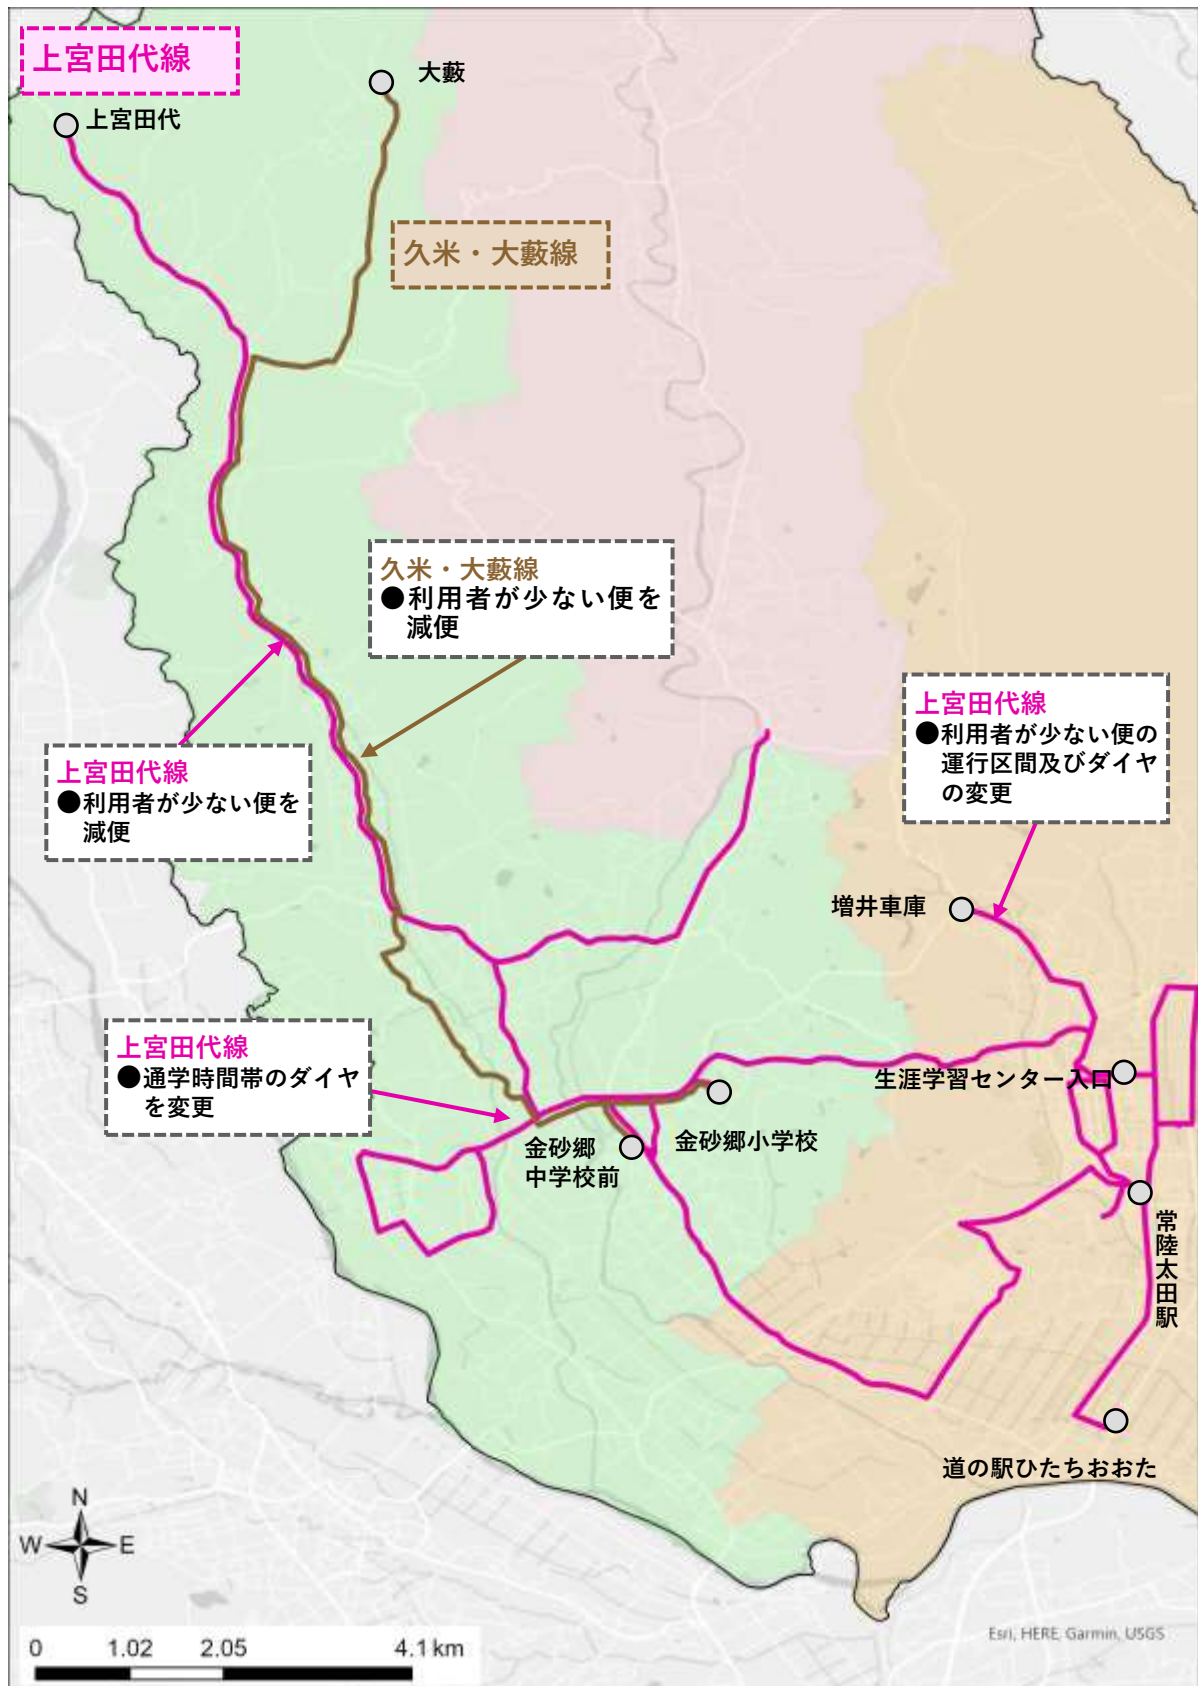 上宮田代線
大藪
上宮田代
久米・大藪線
久米・大藪線
●利用者が少ない便を
減便
上宮田代線
●利用者が少ない便の
運行区間及びダイヤ
の変更
上宮田代線
●利用者が少ない便を
減便
増井車庫
上宮田代線
●通学時間帯のダイヤ
を変更
生涯学習センター入口
金砂郷
中学校前
金砂郷小学校
常陸太田駅
道の駅ひたちおおた
N
W E
S
0 1.02 2.05 4.1 km
Esri, HERE, Garmin, USGS